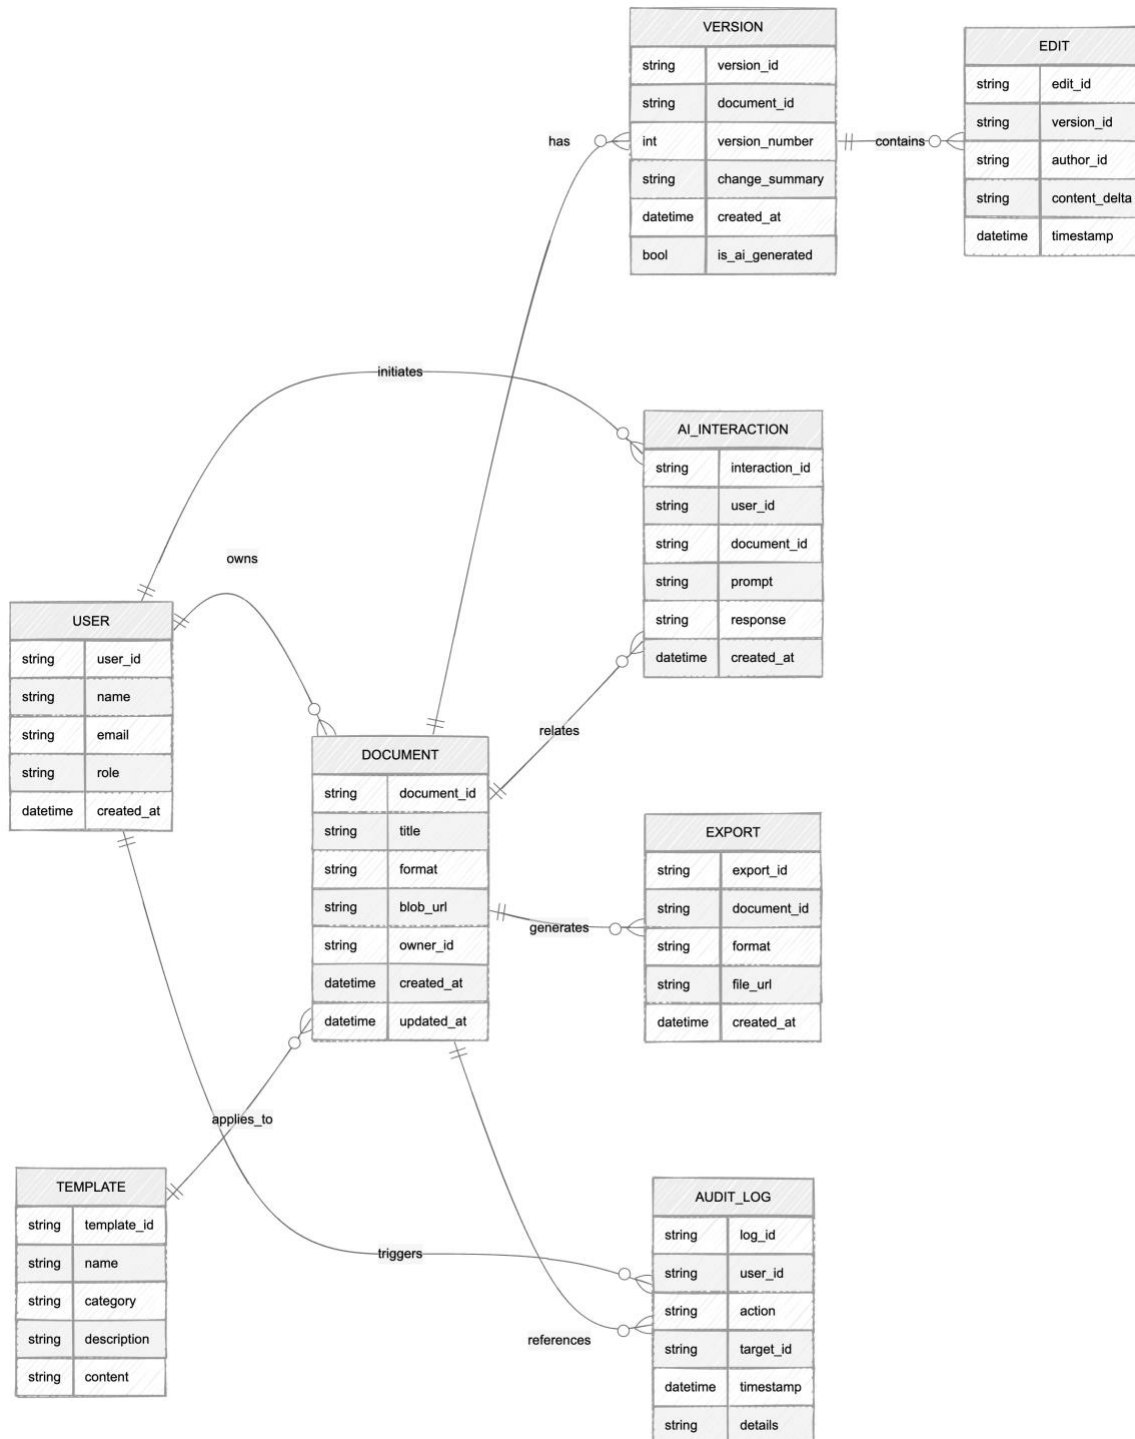 VERSION
string version_id
string document_id
int version_number
string change_summary
datetime created_at
bool is_ai_generated
EDIT
string edit_id
string version_id
string author_id
string content_delta
datetime timestamp
has
contains
initiates
AI_INTERACTION
string interaction_id
string user_id
string document_id
string prompt
string response
datetime created_at
owns
USER
string user_id
string name
string email
string role
datetime created_at
relates
DOCUMENT
string document_id
string title
string format
string blob_url
string owner_id
datetime created_at
datetime updated_at
EXPORT
string export_id
string document_id
string format
string file_url
datetime created_at
generates
applies_to
TEMPLATE
string template_id
string name
string category
string description
string content
triggers
references
AUDIT_LOG
string log_id
string user_id
string action
string target_id
datetime timestamp
string details